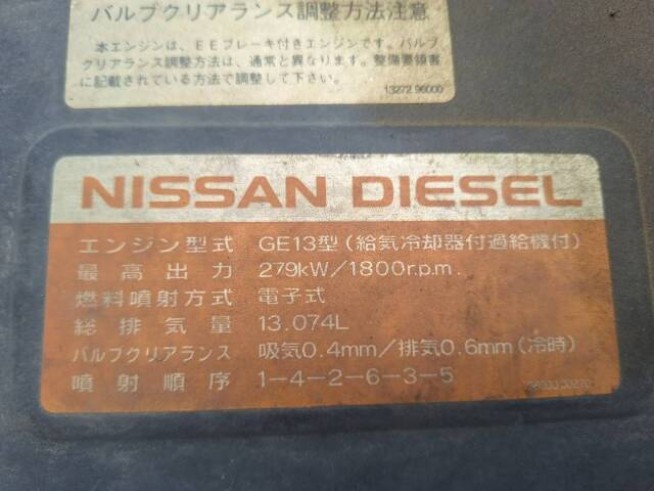 バルブクリアランス調整方法注意
本エンジンは、EEブレーキ付きエンジンです。バルブ
クリアランス調整方法は、通常と異なります。整備要領書
に記載されている方法で調整して下さい。
13272 96000
NISSAN DIESEL
エンジン型式 GE13型(給気冷却器付過給機付)
最高出力 279kW/1800r.p.m.
燃料噴射方式 電子式
総排気量 13.074L
バルブクリアランス 吸気0.4mm/排気0.6mm(冷時)
噴射順序 1-4-2-6-3-5